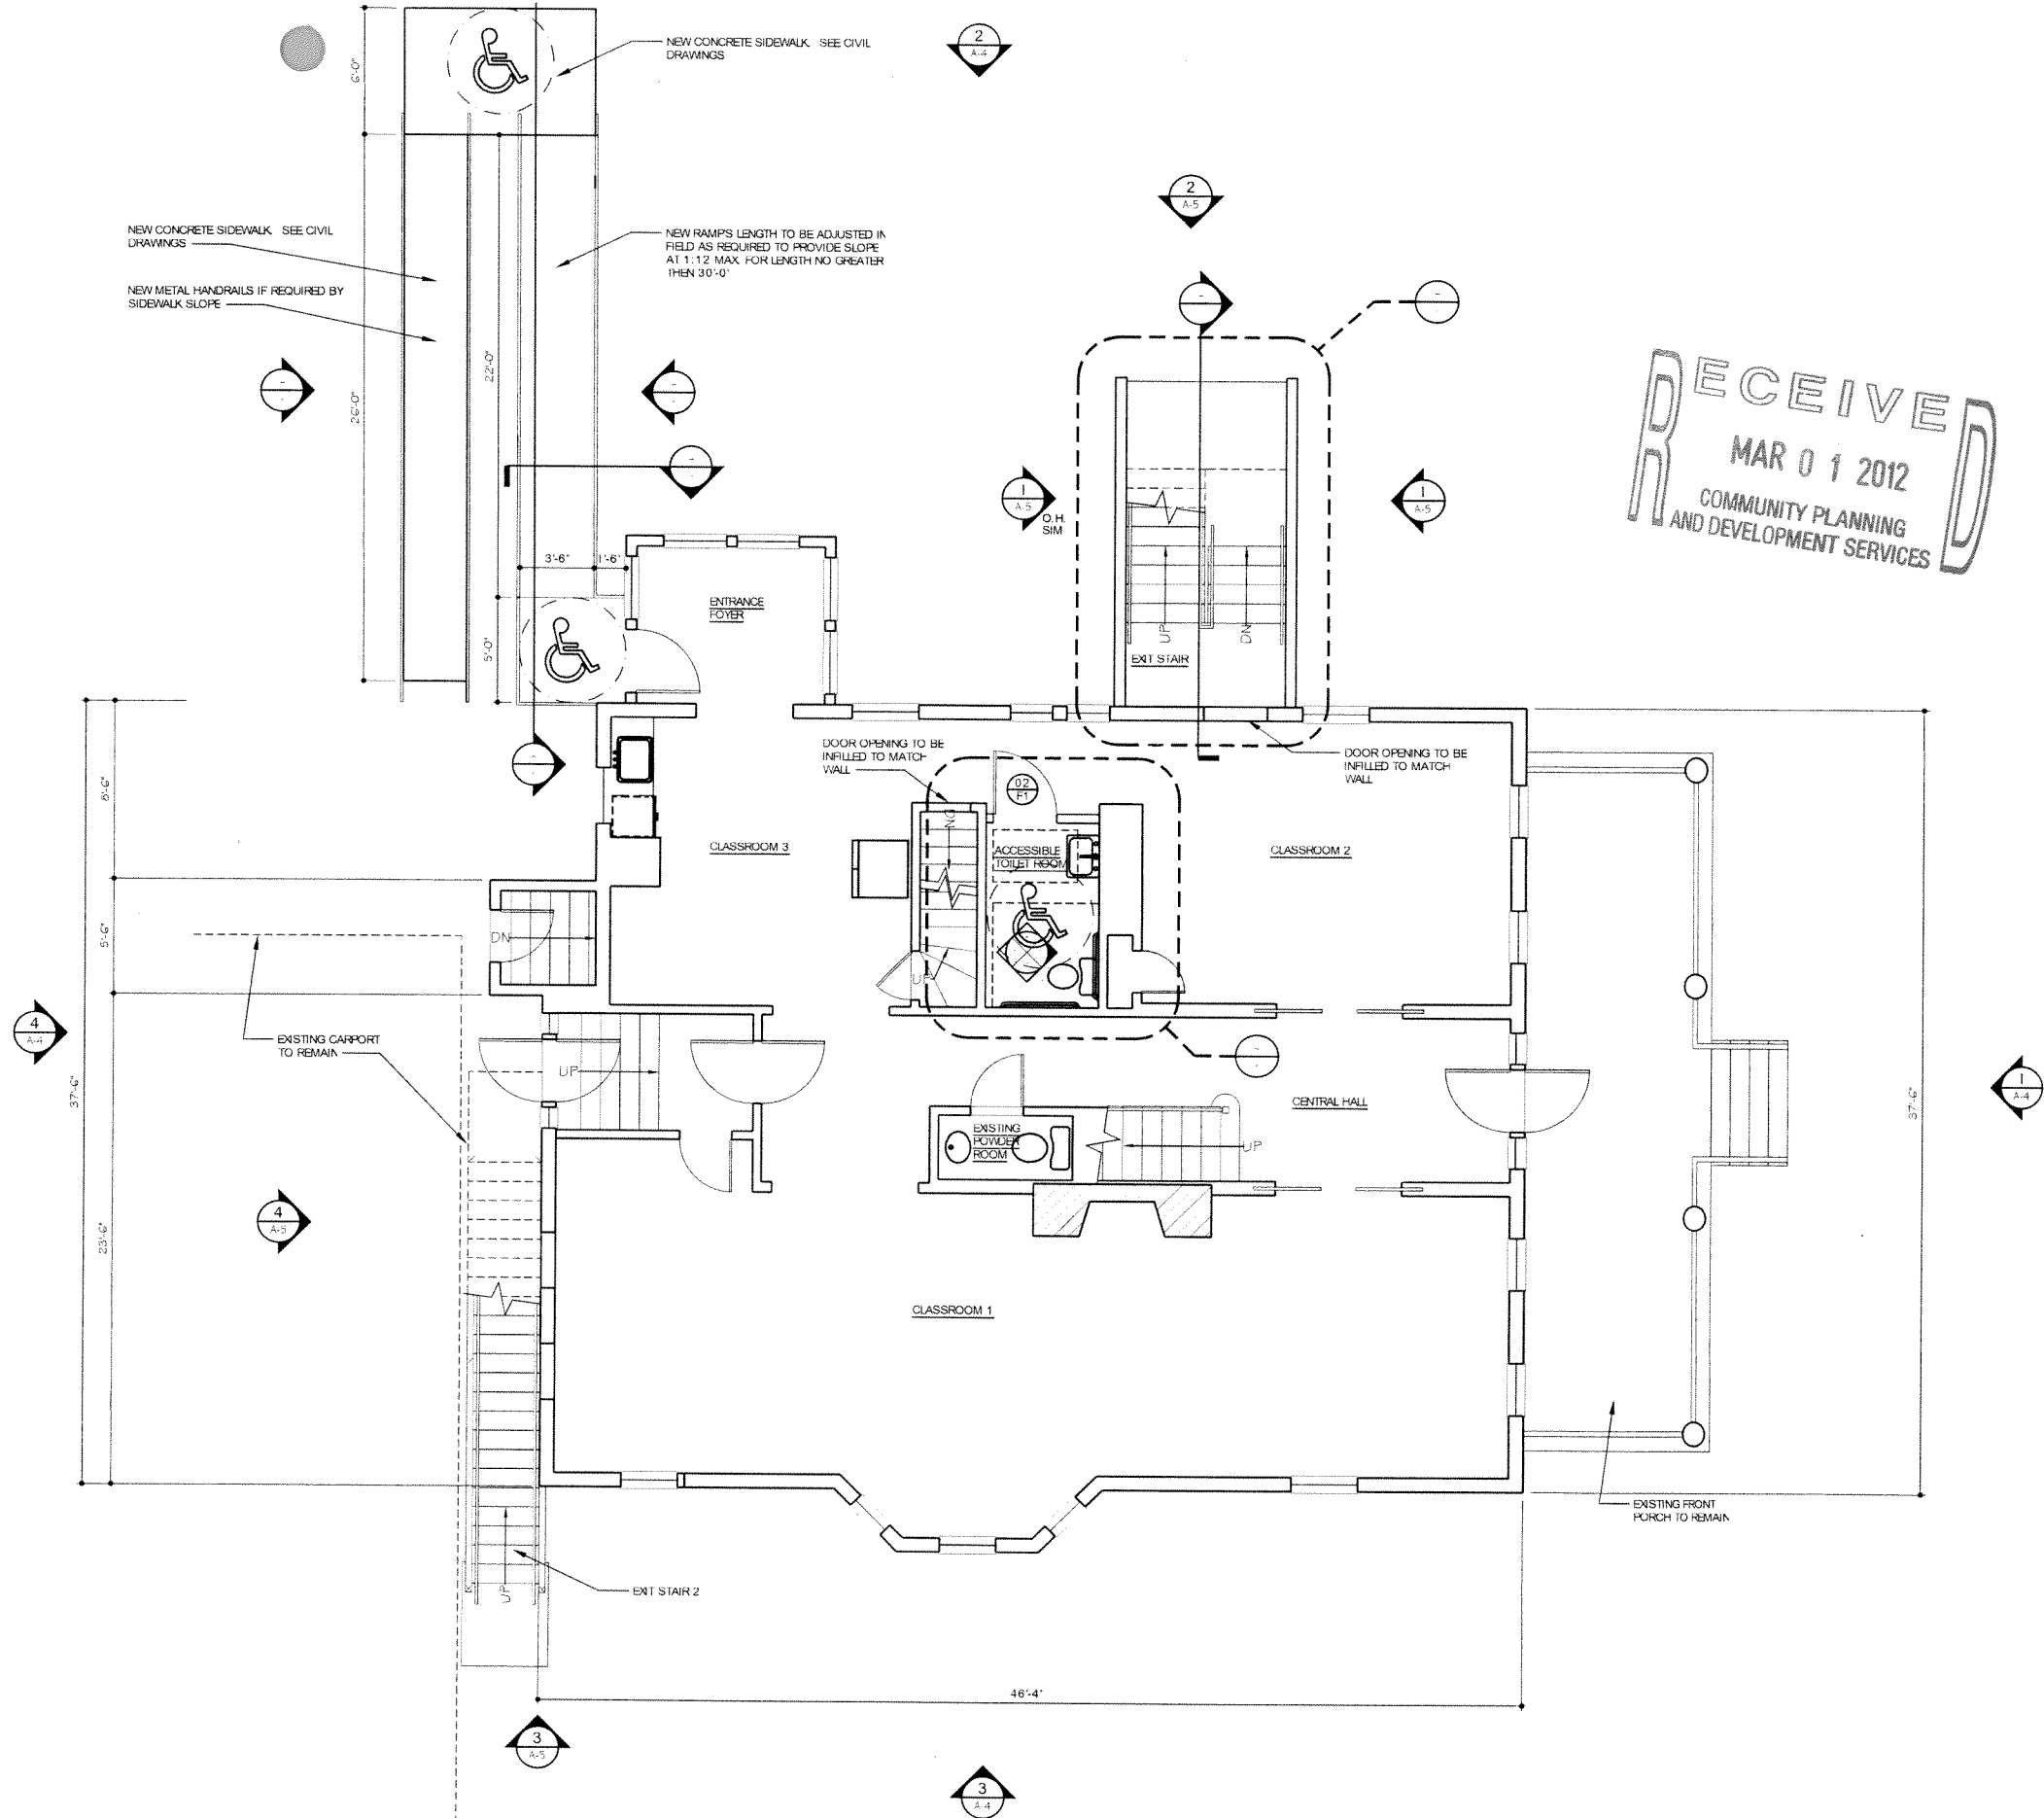 6'-0"
NEW CONCRETE SIDEWALK. SEE CIVIL
DRAWINGS
2
A-4
2
A-5
NEW CONCRETE SIDEWALK. SEE CIVIL
DRAWINGS
NEW RAMP'S LENGTH TO BE ADJUSTED IN
FIELD AS REQUIRED TO PROVIDE SLOPE
AT 1:12 MAX. FOR LENGTH NO GREATER
THEN 30'-0"
NEW METAL HANDRAILS IF REQUIRED BY
SIDEWALK SLOPE
22'-0"
26'-0"
RECEIVED
MAR 01 2012
COMMUNITY PLANNING
AND DEVELOPMENT SERVICES
1
A-5
O.H.
SIM
1
A-5
3'-6"
1'-6"
ENTRANCE
FOYER
5'-0"
UP
DN
EXIT STAIR
DOOR OPENING TO BE
INFILLED TO MATCH
WALL
DOOR OPENING TO BE
INFILLED TO MATCH
WALL
02
F1
DN
8'-6"
CLASSROOM 3
ACCESSIBLE
TOILET ROOM
CLASSROOM 2
5'-6"
DN
UP
4
A-4
EXISTING CARPORT
TO REMAIN
UP
37'-6"
CENTRAL HALL
1
A-4
37'-6"
EXISTING
POWDER
ROOM
UP
4
A-5
23'-6"
CLASSROOM 1
EXISTING FRONT
PORCH TO REMAIN
UP
EXIT STAIR 2
46'-4"
3
A-5
3
A-4